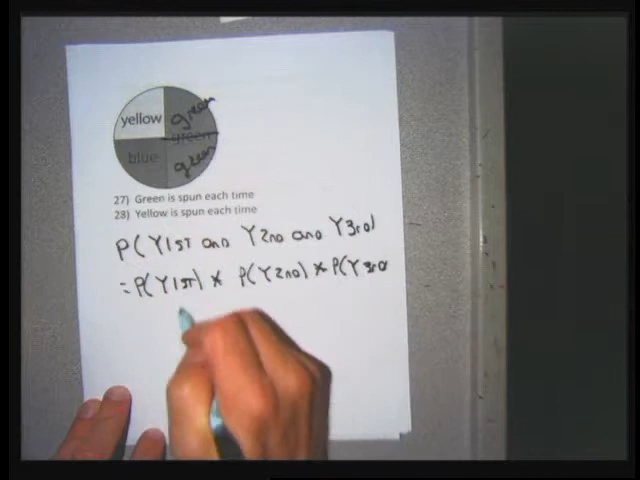 yellow green
green
blue green
27) Green is spun each time
28) Yellow is spun each time
P(Y1ST and Y2nd and Y3rd)
= P(Y1ST) * P(Y2nd) * P(Y3rd